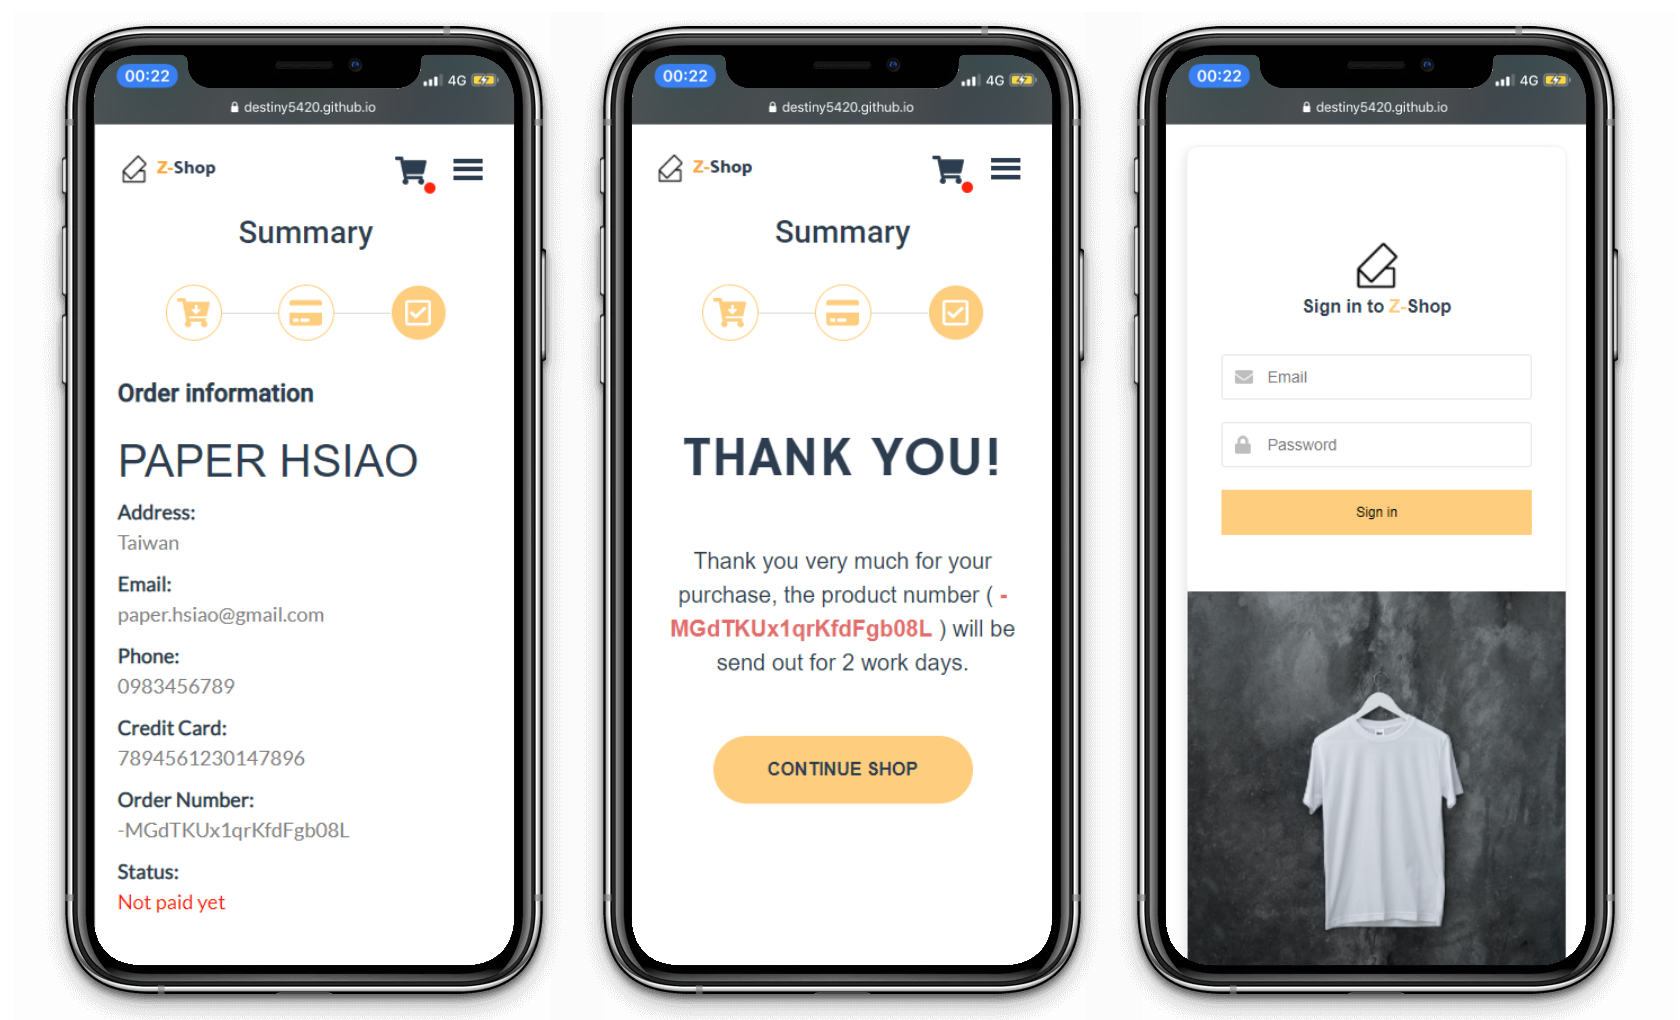 00:22
4G
destiny5420.github.io
Z-Shop
Summary
Order information
PAPER HSIAO
Address:
Taiwan
Email:
paper.hsiao@gmail.com
Phone:
0983456789
Credit Card:
7894561230147896
Order Number:
-MGdTKUx1qrKfdFgb08L
Status:
Not paid yet
00:22
4G
destiny5420.github.io
Z-Shop
Summary
THANK YOU!
Thank you very much for your
purchase, the product number ( -
MGdTKUx1qrKfdFgb08L ) will be
send out for 2 work days.
CONTINUE SHOP
00:22
4G
destiny5420.github.io
Sign in to Z-Shop
Email
Password
Sign in